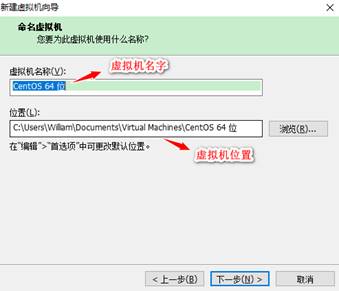 新建虚拟机向导
命名虚拟机
您要为此虚拟机使用什么名称?
虚拟机名称(V):
虚拟机名字
CentOS 64 位
位置(L):
C:\Users\William\Documents\Virtual Machines\CentOS 64 位
浏览(R)...
在"编辑">"首选项"中可更改默认位置。
虚拟机位置
< 上一步(B)
下一步(N) >
取消